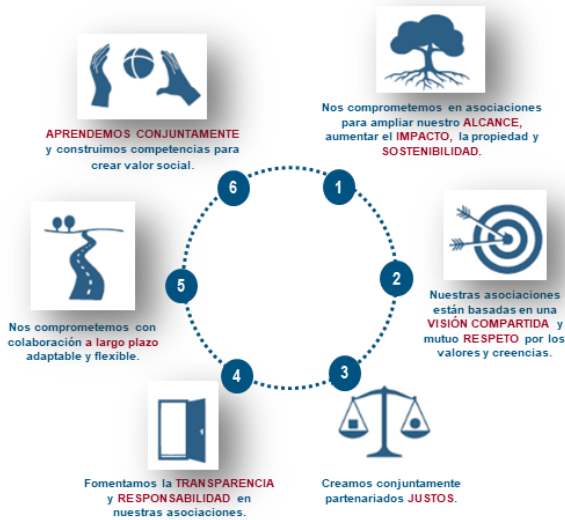 1
Nos comprometemos en asociaciones
para ampliar nuestro ALCANCE,
aumentar el IMPACTO, la propiedad y
SOSTENIBILIDAD.
2
Nuestras asociaciones
están basadas en una
VISIÓN COMPARTIDA y
mutuo RESPETO por los
valores y creencias.
3
Creamos conjuntamente
partenariados JUSTOS.
4
Fomentamos la TRANSPARENCIA
y RESPONSABILIDAD en
nuestras asociaciones.
5
Nos comprometemos con
colaboración a largo plazo
adaptable y flexible.
6
APRENDEMOS CONJUNTAMENTE
y construimos competencias para
crear valor social.